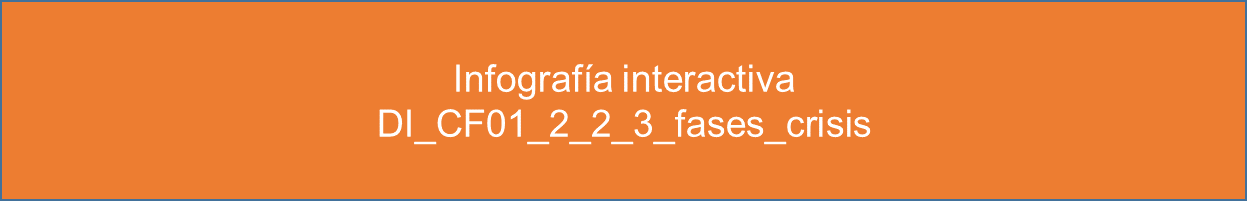 Infografía interactiva
DI_CF01_2_2_3_fases_crisis